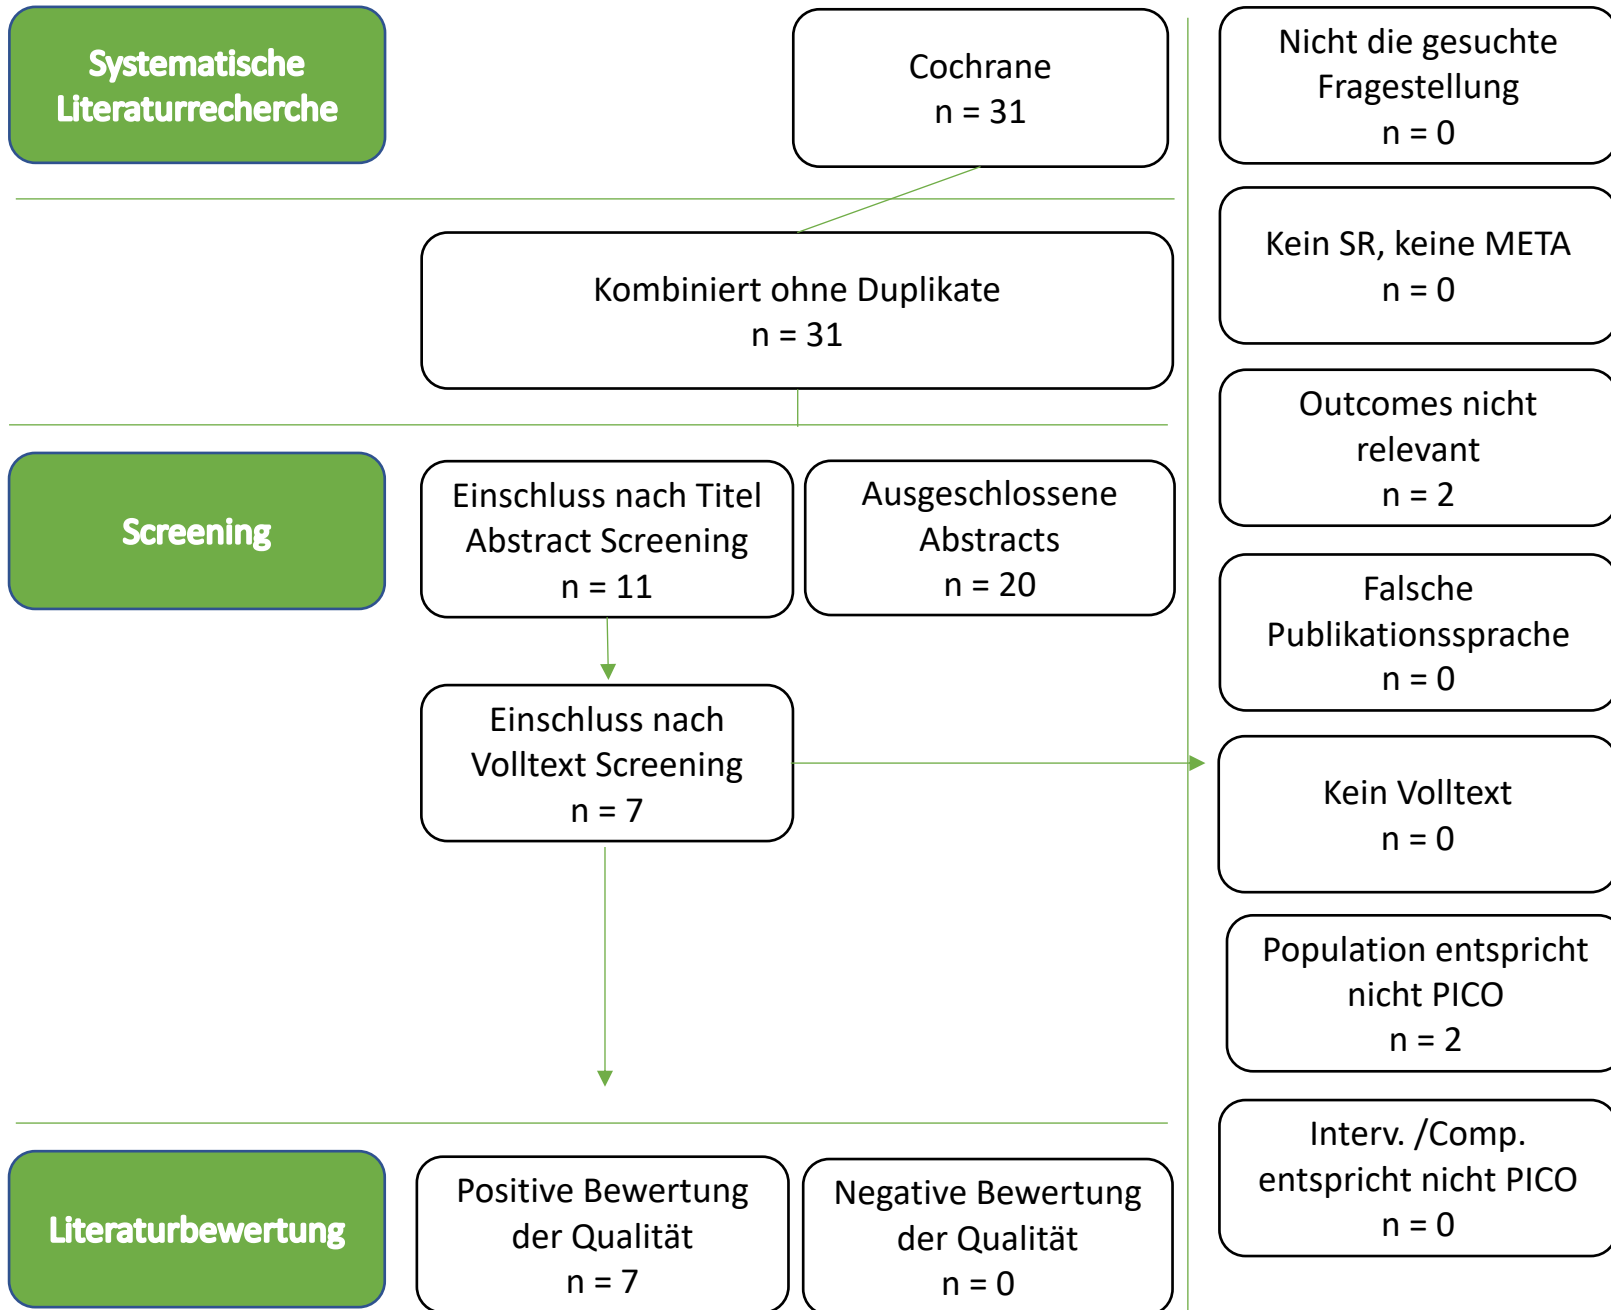 Systematische
Literaturrecherche
Cochrane
n = 31
Kombiniert ohne Duplikate
n = 31
Screening
Einschluss nach Titel
Abstract Screening
n = 11
Ausgeschlossene
Abstracts
n = 20
Einschluss nach
Volltext Screening
n = 7
Literaturbewertung
Positive Bewertung
der Qualität
n = 7
Negative Bewertung
der Qualität
n = 0
Nicht die gesuchte
Fragestellung
n = 0
Kein SR, keine META
n = 0
Outcomes nicht
relevant
n = 2
Falsche
Publikationssprache
n = 0
Kein Volltext
n = 0
Population entspricht
nicht PICO
n = 2
Interv. /Comp.
entspricht nicht PICO
n = 0